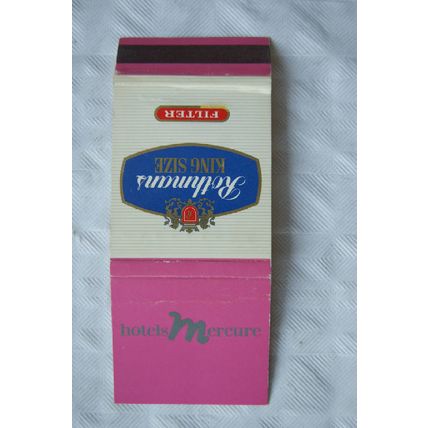 Rothmans
KING SIZE
FILTER
hotels Mercure